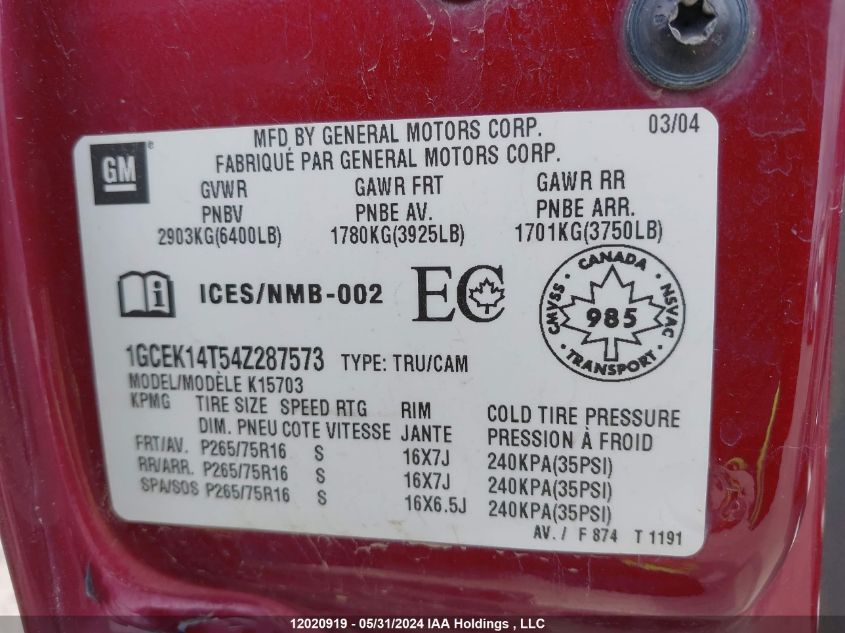 MFD BY GENERAL MOTORS CORP. 03/04
FABRIQUÉ PAR GENERAL MOTORS CORP.
GM ®
GVWR GAWR FRT GAWR RR
PNBV PNBE AV. PNBE ARR.
2903KG(6400LB) 1780KG(3925LB) 1701KG(3750LB)
i ICES/NMB-002 EC
CANADA
CMVSS 985 NSVAC
TRANSPORT
1GCEK14T54Z287573 TYPE: TRU/CAM
MODEL/MODÈLE K15703
KPMG TIRE SIZE SPEED RTG RIM COLD TIRE PRESSURE
DIM. PNEU COTE VITESSE JANTE PRESSION À FROID
FRT/AV. P265/75R16 S 16X7J 240KPA(35PSI)
RR/ARR. P265/75R16 S 16X7J 240KPA(35PSI)
SPA/SOS P265/75R16 S 16X6.5J 240KPA(35PSI)
AV. / F 874 T 1191
12020919 - 05/31/2024 IAA Holdings , LLC